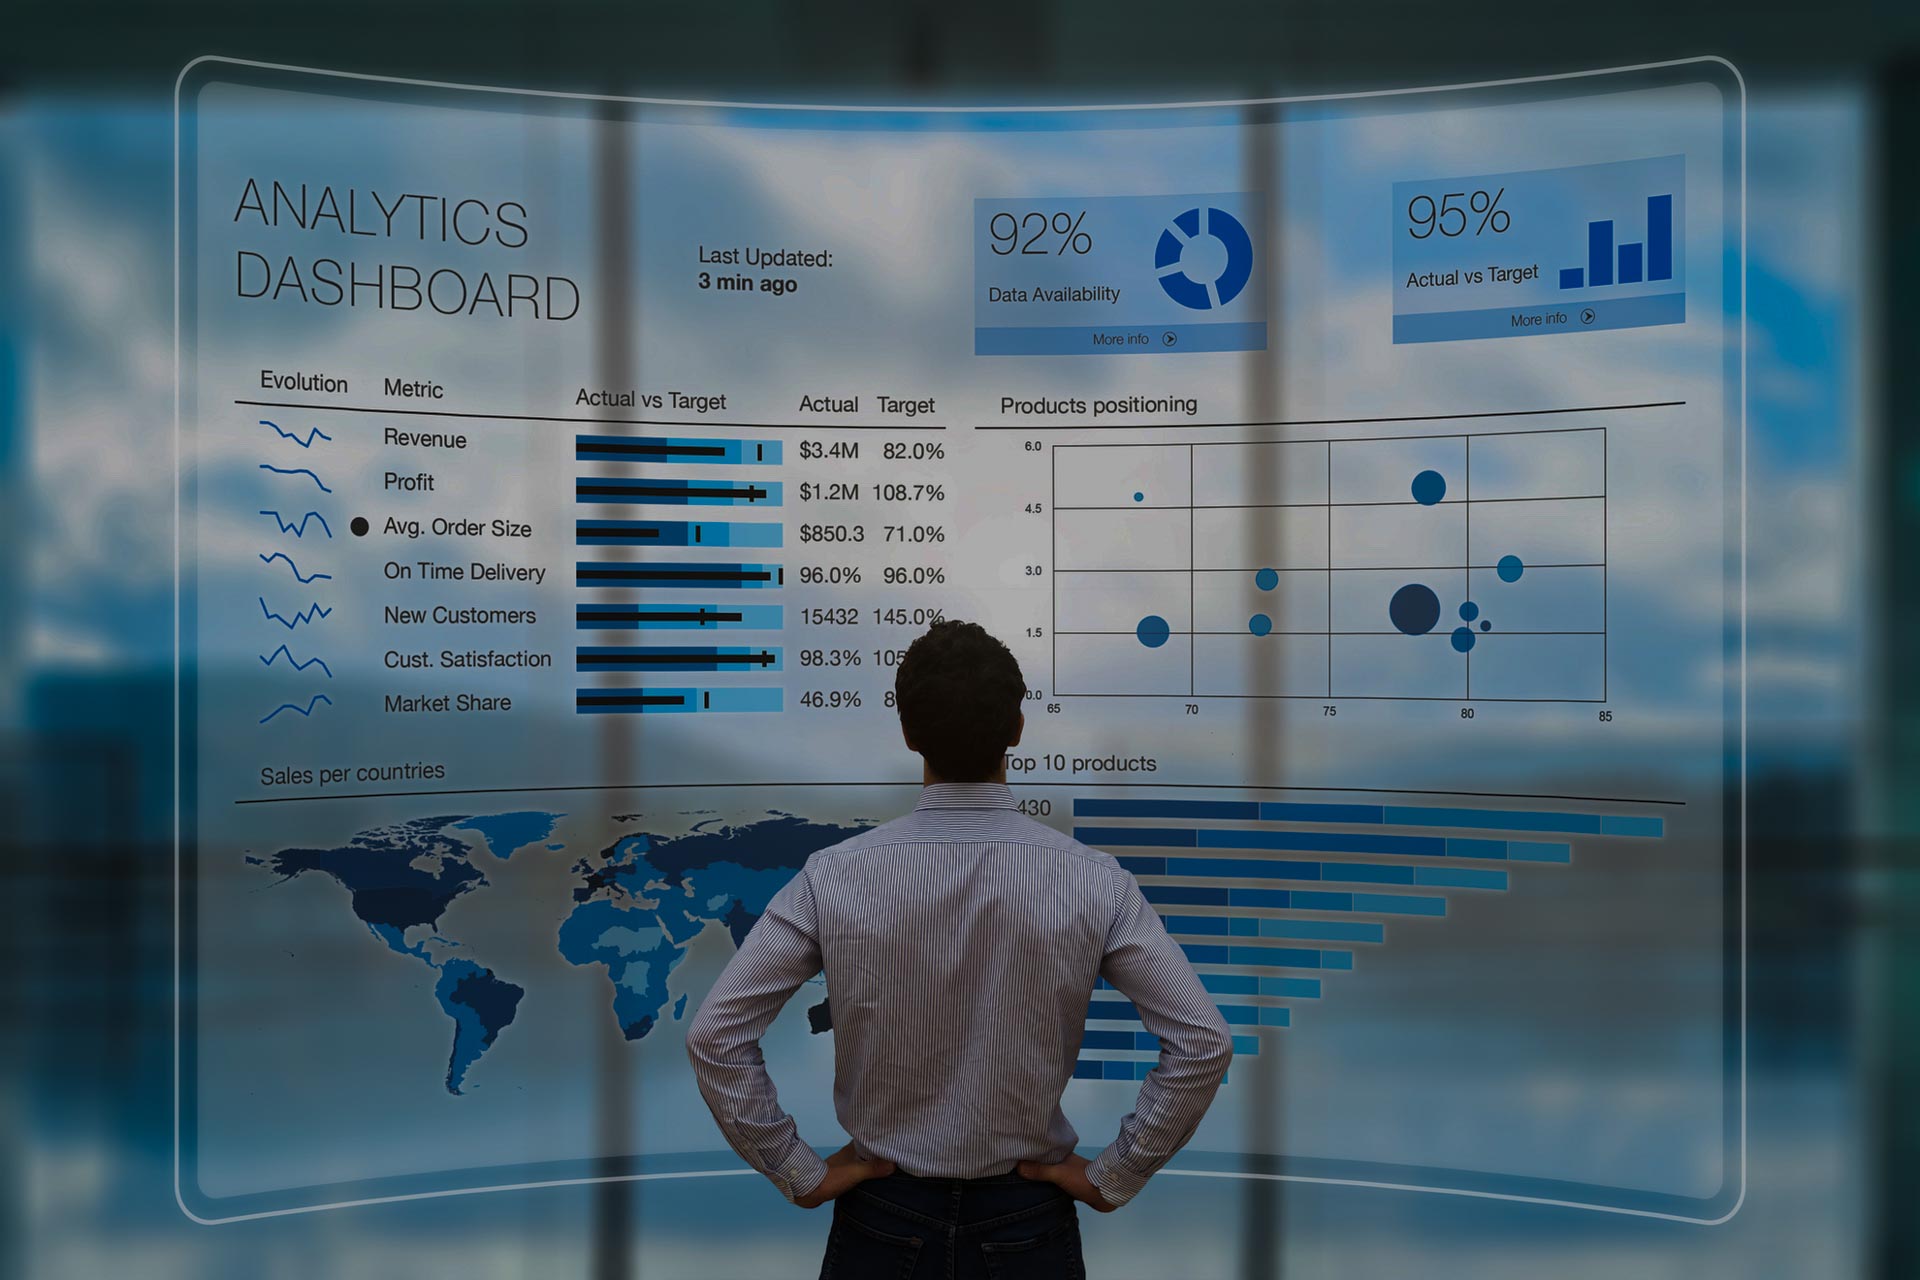 ANALYTICS
DASHBOARD
Last Updated:
3 min ago
92%
Data Availability
More info
95%
Actual vs Target
More info
Evolution Metric Actual vs Target Actual Target
Revenue $3.4M 82.0%
Profit $1.2M 108.7%
Avg. Order Size $850.3 71.0%
On Time Delivery 96.0% 96.0%
New Customers 15432 145.0%
Cust. Satisfaction 98.3%
Market Share 46.9%
Products positioning
6.0
4.5
3.0
1.5
0.0
65 70 75 80 85
Sales per countries
Top 10 products